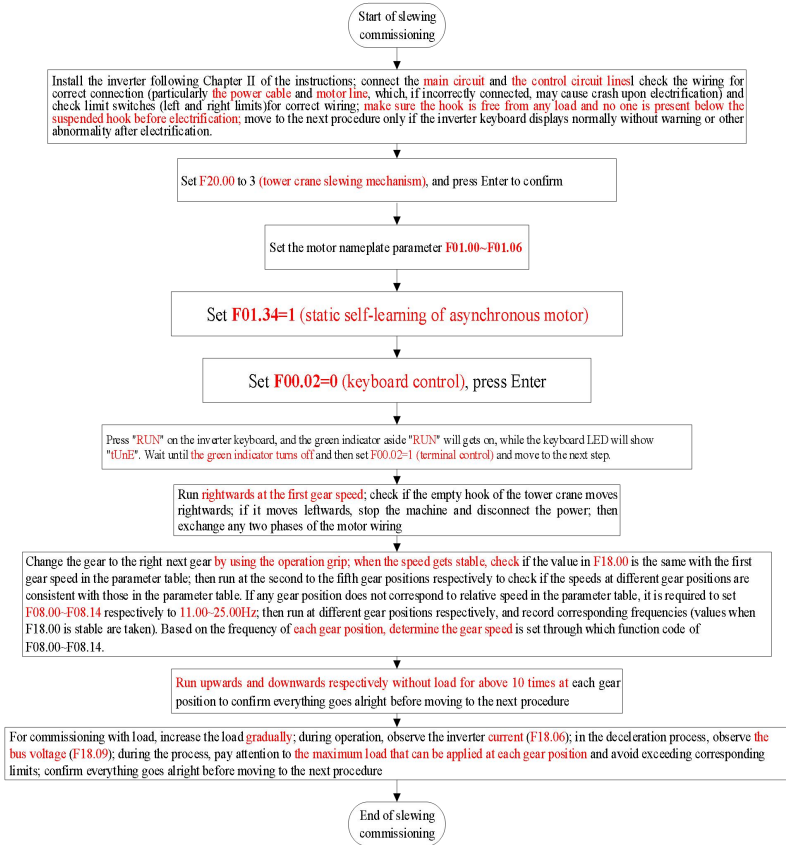 Start of slewing
commissioning
Install the inverter following Chapter II of the instructions; connect the main circuit and the control circuit linesl check the wiring for
correct connection (particularly the power cable and motor line, which, if incorrectly connected, may cause crash upon electrification) and
check limit switches (left and right limits)for correct wiring; make sure the hook is free from any load and no one is present below the
suspended hook before electrification; move to the next procedure only if the inverter keyboard displays normally without warning or other
abnormality after electrification.
Set F20.00 to 3 (tower crane slewing mechanism), and press Enter to confirm
Set the motor nameplate parameter F01.00~F01.06
Set F01.34=1 (static self-learning of asynchronous motor)
Set F00.02=0 (keyboard control), press Enter
Press "RUN" on the inverter keyboard, and the green indicator aside "RUN" will gets on, while the keyboard LED will show
"tUnE". Wait until the green indicator turns off and then set F00.02=1 (terminal control) and move to the next step.
Run rightwards at the first gear speed; check if the empty hook of the tower crane moves
rightwards; if it moves leftwards, stop the machine and disconnect the power; then
exchange any two phases of the motor wiring
Change the gear to the right next gear by using the operation grip; when the speed gets stable, check if the value in F18.00 is the same with the first
gear speed in the parameter table; then run at the second to the fifth gear positions respectively to check if the speeds at different gear positions are
consistent with those in the parameter table. If any gear position does not correspond to relative speed in the parameter table, it is required to set
F08.00~F08.14 respectively to 11.00~25.00Hz; then run at different gear positions respectively, and record corresponding frequencies (values when
F18.00 is stable are taken). Based on the frequency of each gear position, determine the gear speed is set through which function code of
F08.00~F08.14.
Run upwards and downwards respectively without load for above 10 times at each gear
position to confirm everything goes alright before moving to the next procedure
For commissioning with load, increase the load gradually; during operation, observe the inverter current (F18.06); in the deceleration process, observe the
bus voltage (F18.09); during the process, pay attention to the maximum load that can be applied at each gear position and avoid exceeding corresponding
limits; confirm everything goes alright before moving to the next procedure
End of slewing
commissioning